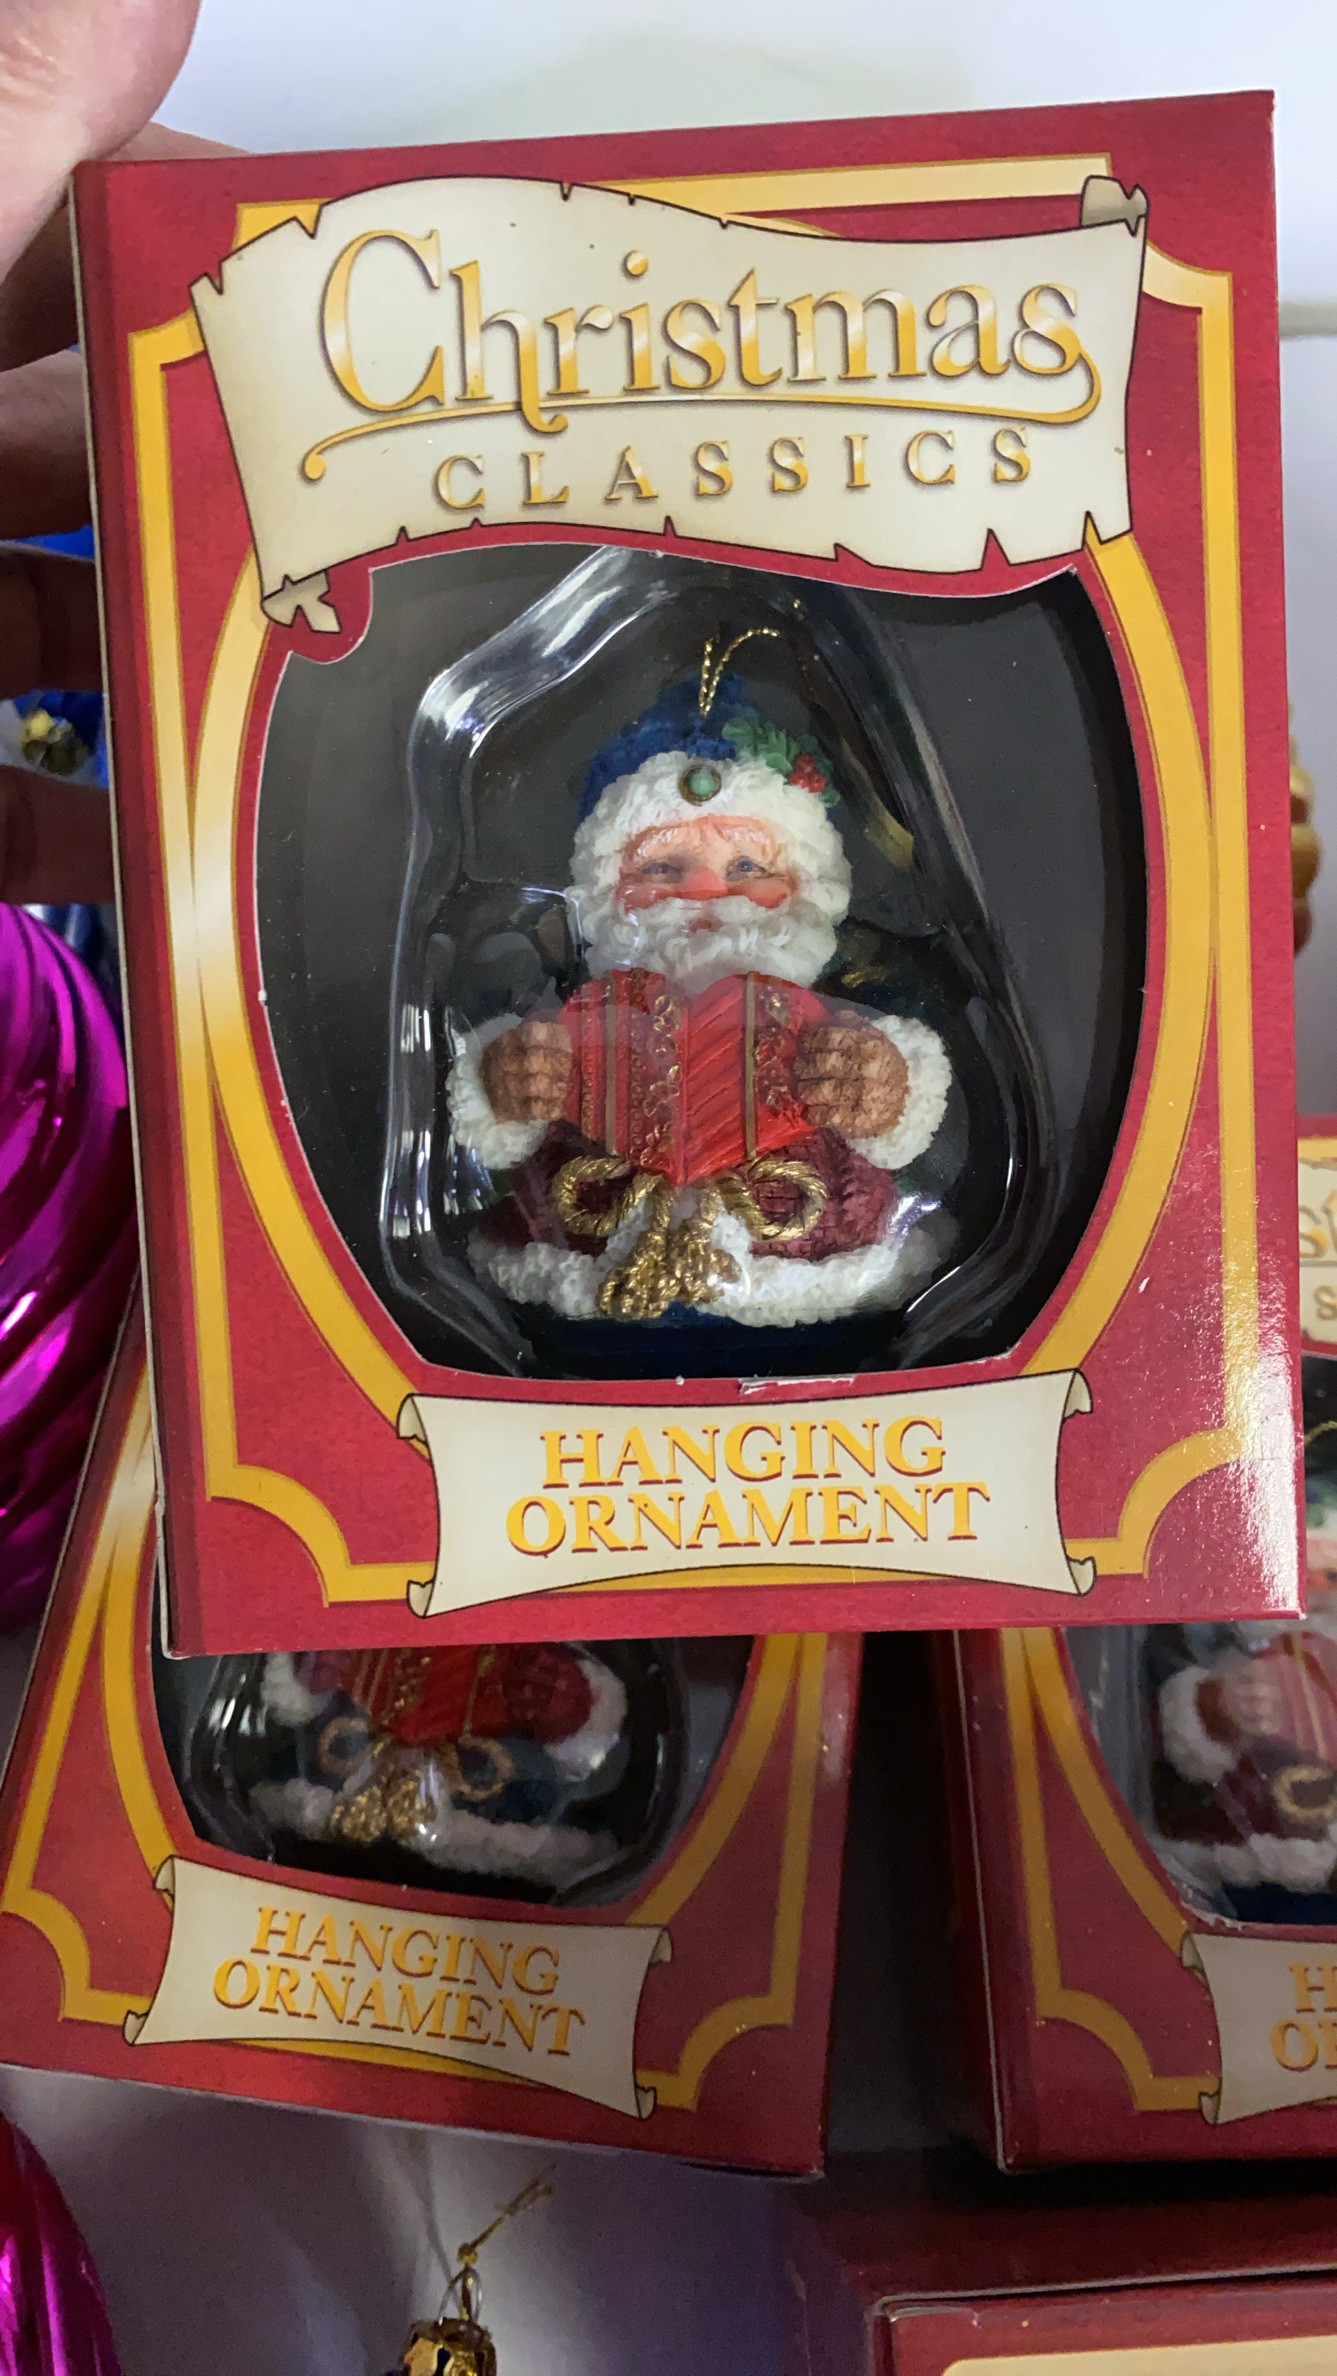 Christmas
CLASSICS
HANGING
ORNAMENT
HANGING
ORNAMENT